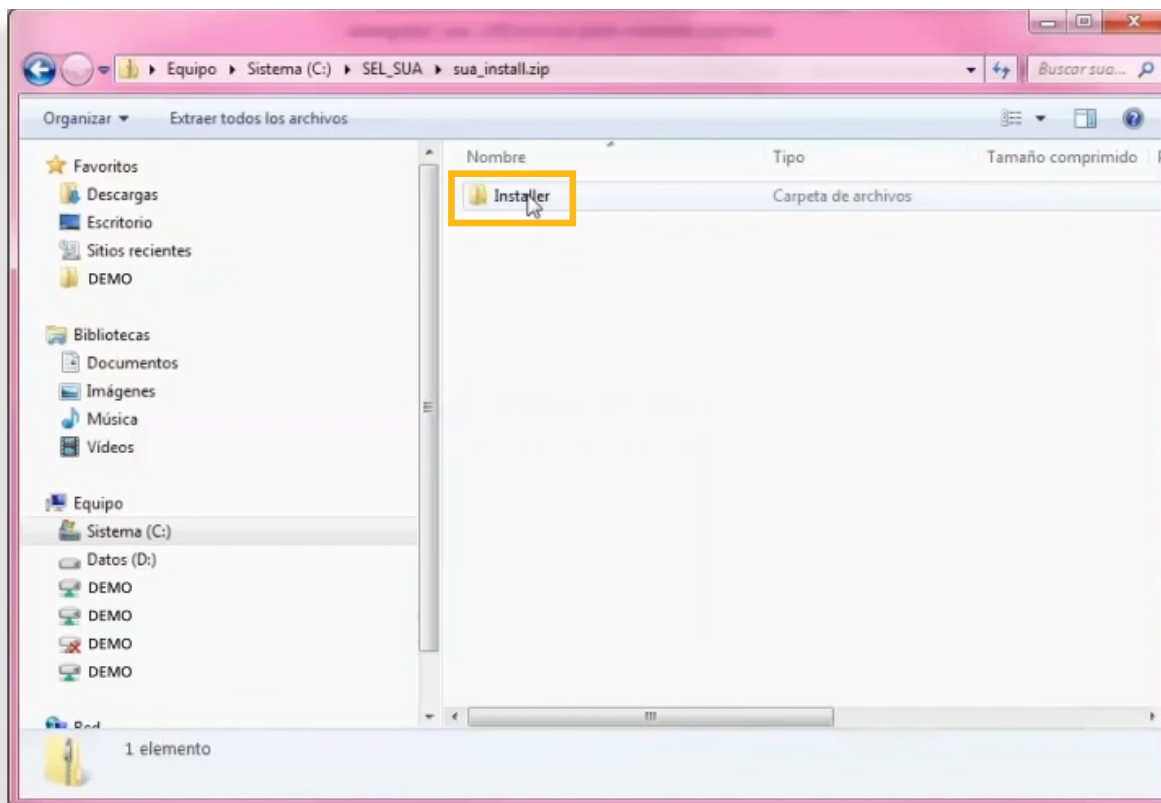 Equipo ▸ Sistema (C:) ▸ SEL_SUA ▸ sua_install.zip
Buscar sua...
Organizar
Extraer todos los archivos
Favoritos
Descargas
Escritorio
Sitios recientes
DEMO
Bibliotecas
Documentos
Imágenes
Música
Vídeos
Equipo
Sistema (C:)
Datos (D:)
DEMO
DEMO
DEMO
DEMO
Red
Nombre
Tipo
Tamaño comprimido
Installer
Carpeta de archivos
1 elemento